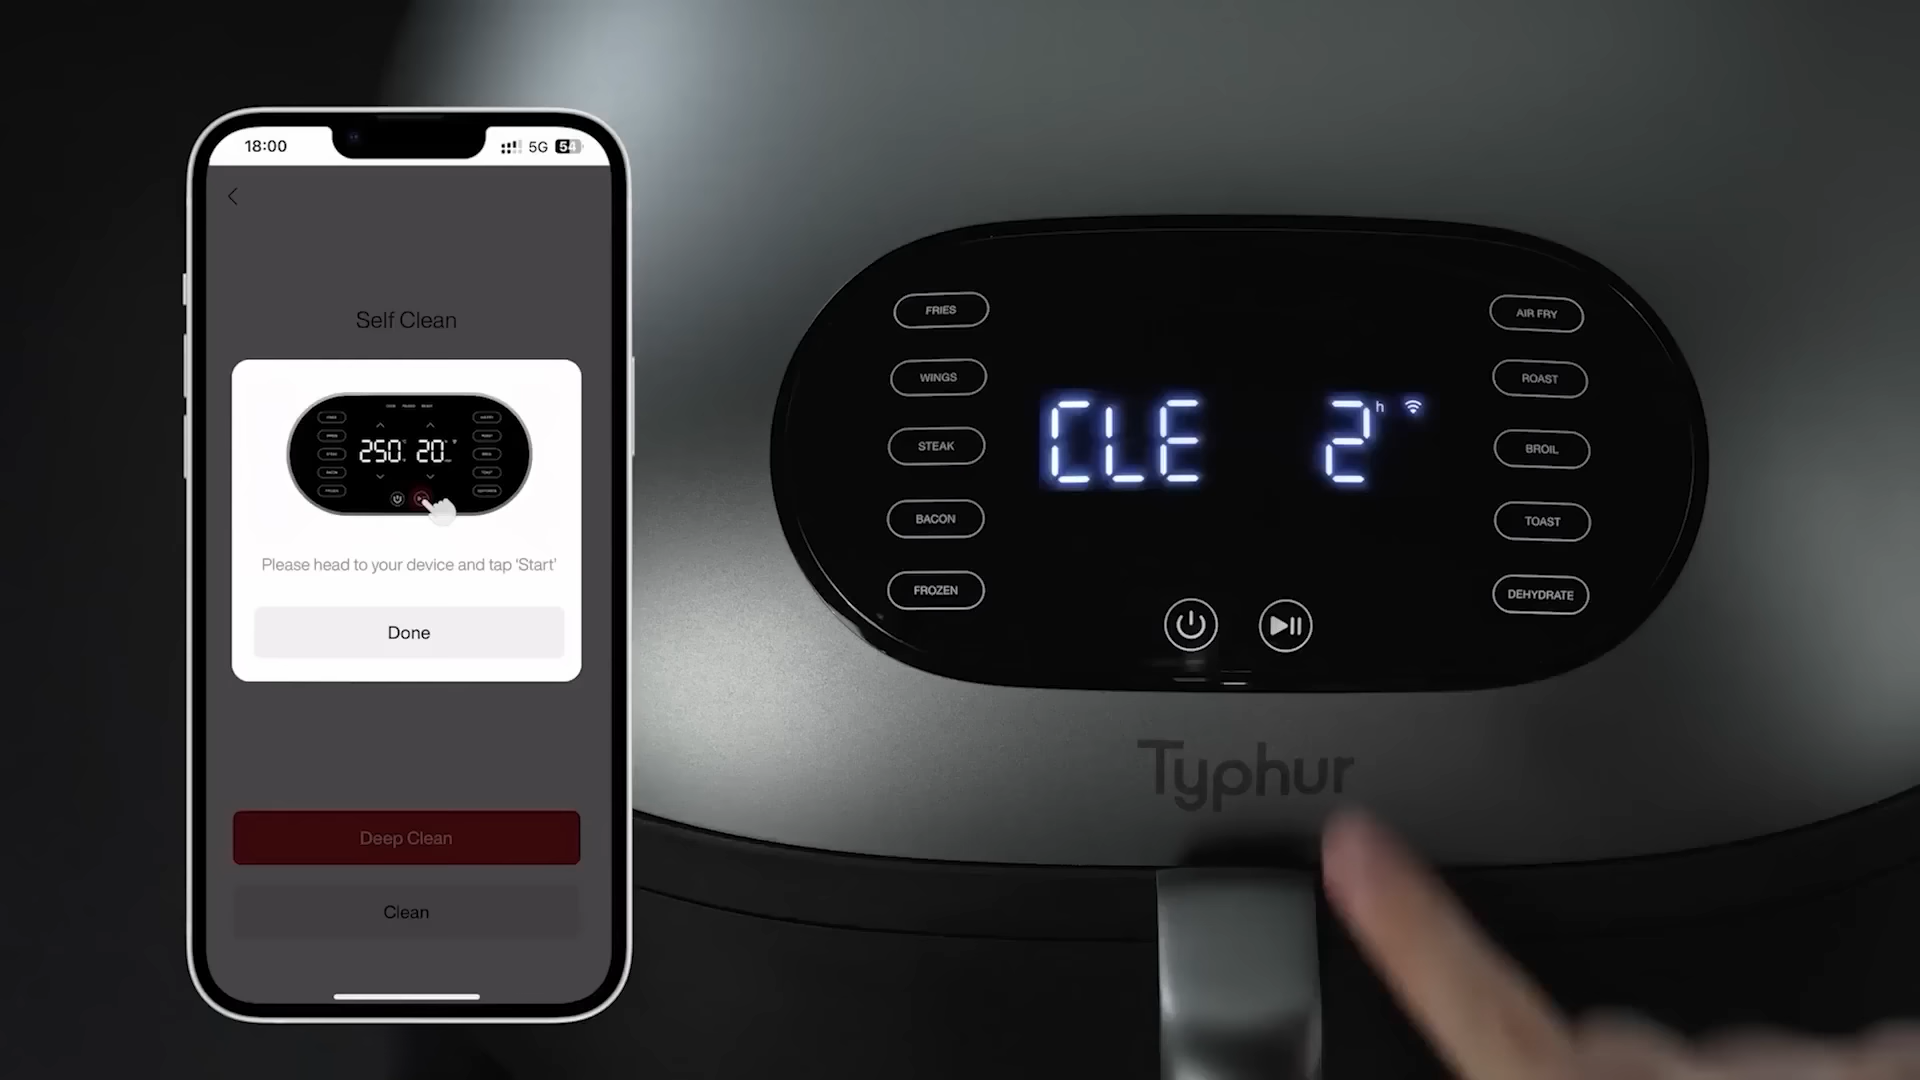 18:00
5G 54
Self Clean
250 20
Please head to your device and tap 'Start'
Done
Deep Clean
Clean
FRIES
WINGS
STEAK
BACON
FROZEN
CLE 2 h
AIR FRY
ROAST
BROIL
TOAST
DEHYDRATE
Typhur